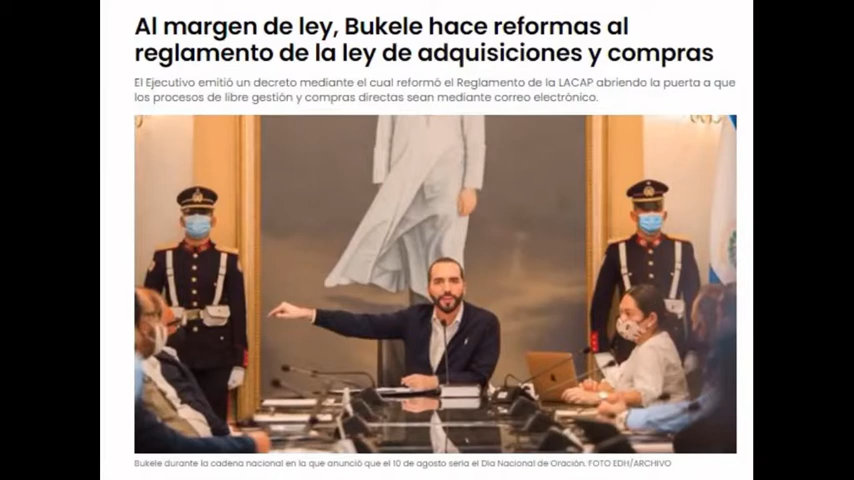 Al margen de ley, Bukele hace reformas al
reglamento de la ley de adquisiciones y compras
El Ejecutivo emitió un decreto mediante el cual reformó el Reglamento de la LACAP abriendo la puerta a que
los procesos de libre gestión y compras directas sean mediante correo electrónico.
Bukele durante la cadena nacional en la que anunció que el 10 de agosto sería el Día Nacional de Oración. FOTO EDH/ARCHIVO